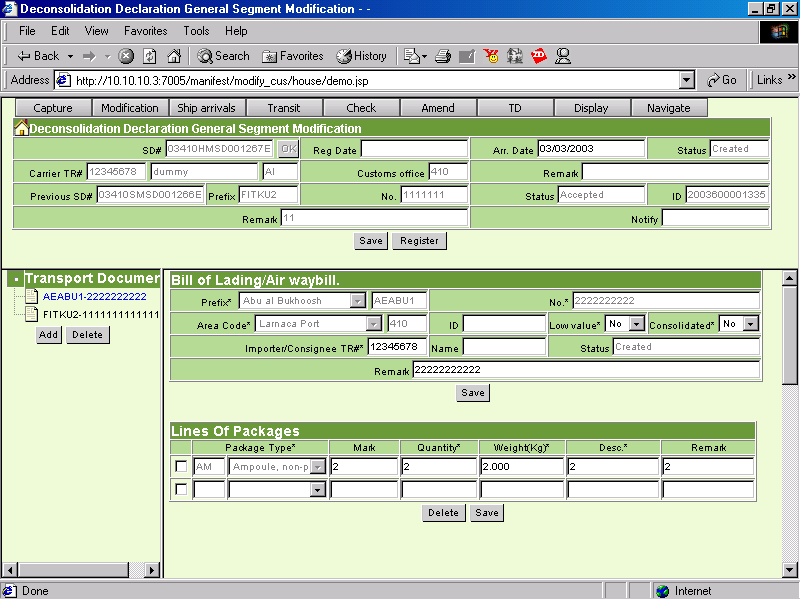 Deconsolidation Declaration General Segment Modification - -
File Edit View Favorites Tools Help
Back Search Favorites History
Address http://10.10.10.3:7005/manifest/modify_cus/house/demo.jsp Go Links »
Capture Modification Ship arrivals Transit Check Amend TD Display Navigate
Deconsolidation Declaration General Segment Modification
SD# 03410HMSD001267E OK Reg Date Arr. Date 03/03/2003 Status Created
Carrier TR# 12345678 dummy Al Customs office 410 Remark
Previous SD# 03410SMSD001266E Prefix FITKU2 No. 1111111 Status Accepted ID 2003600001335
Remark 11 Notify
Save Register
Transport Documen
AEABU1-2222222222
FITKU2-1111111111111
Add Delete
Bill of Lading/Air waybill.
Prefix* Abu al Bukhoosh AEABU1 No.* 2222222222
Area Code* Larnaca Port 410 ID Low value* No Consolidated* No
Importer/Consignee TR#* 12345678 Name Status Created
Remark 22222222222
Save
Lines Of Packages
Package Type* Mark Quantity* Weight(Kg)* Desc.* Remark
AM Ampoule, non-p 2 2 2.000 2 2
Delete Save
Done Internet